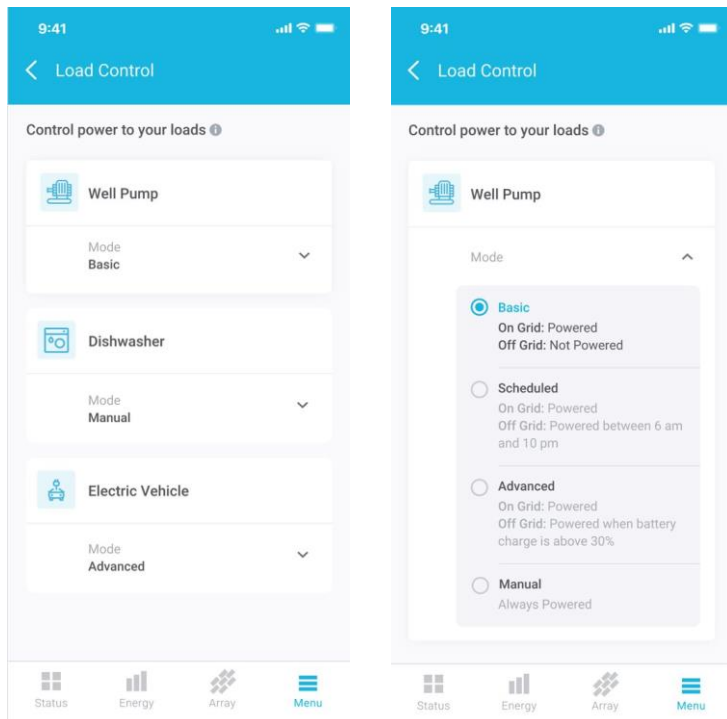 9:41
Load Control
Control power to your loads
Well Pump
Mode
Basic
Dishwasher
Mode
Manual
Electric Vehicle
Mode
Advanced
Status
Energy
Array
Menu
9:41
Load Control
Control power to your loads
Well Pump
Mode
Basic
On Grid: Powered
Off Grid: Not Powered
Scheduled
On Grid: Powered
Off Grid: Powered between 6 am
and 10 pm
Advanced
On Grid: Powered
Off Grid: Powered when battery
charge is above 30%
Manual
Always Powered
Status
Energy
Array
Menu